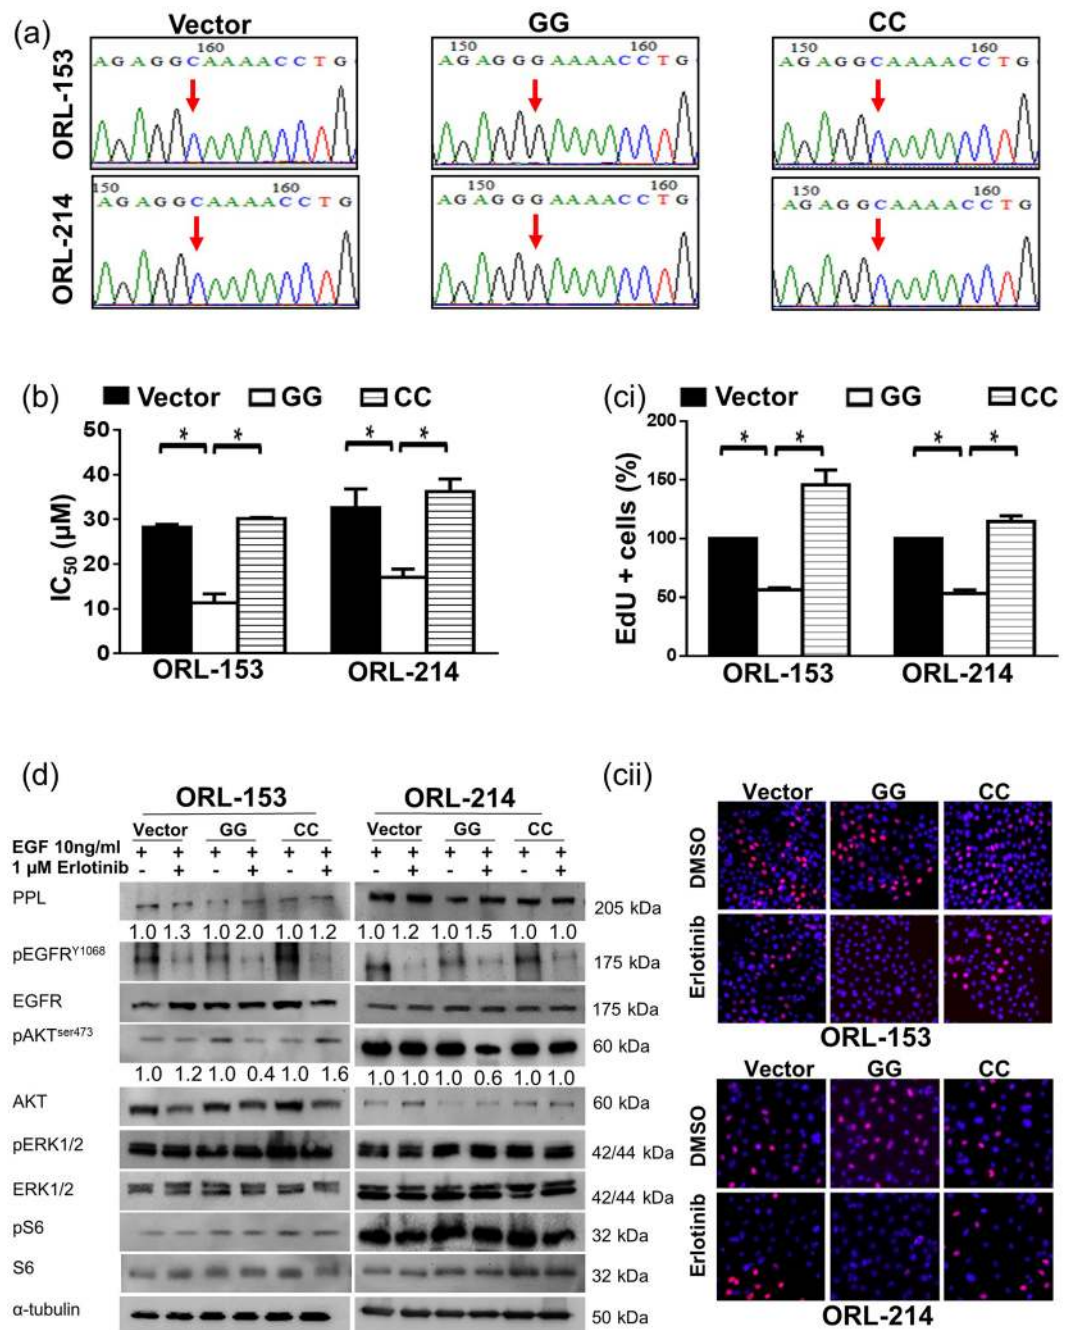 (a)
Vector
GG
CC
ORL-153
160
A G A G G C A A A A C C T G
150 160
A G A G G G A A A A C C T G
150 160
A G A G G C A A A A C C T G
ORL-214
150 160
A G A G G C A A A A C C T G
150 160
A G A G G G A A A A C C T G
150 160
A G A G G C A A A A C C T G
(b)
Vector GG CC
IC50 (µM)
50
40
30
20
10
0
* * * *
ORL-153 ORL-214
(ci)
Vector GG CC
EdU + cells (%)
200
150
100
50
0
* * * *
ORL-153 ORL-214
(d)
ORL-153 ORL-214
Vector GG CC Vector GG CC
EGF 10ng/ml + + + + + + + + + + + +
1 µM Erlotinib - + - + - + - + - + - +
PPL 205 kDa
1.0 1.3 1.0 2.0 1.0 1.2 1.0 1.2 1.0 1.5 1.0 1.0
pEGFRY1068 175 kDa
EGFR 175 kDa
pAKTser473 60 kDa
1.0 1.2 1.0 0.4 1.0 1.6 1.0 1.0 1.0 0.6 1.0 1.0
AKT 60 kDa
pERK1/2 42/44 kDa
ERK1/2 42/44 kDa
pS6 32 kDa
S6 32 kDa
α-tubulin 50 kDa
(cii)
Vector GG CC
DMSO
Erlotinib
ORL-153
Vector GG CC
DMSO
Erlotinib
ORL-214